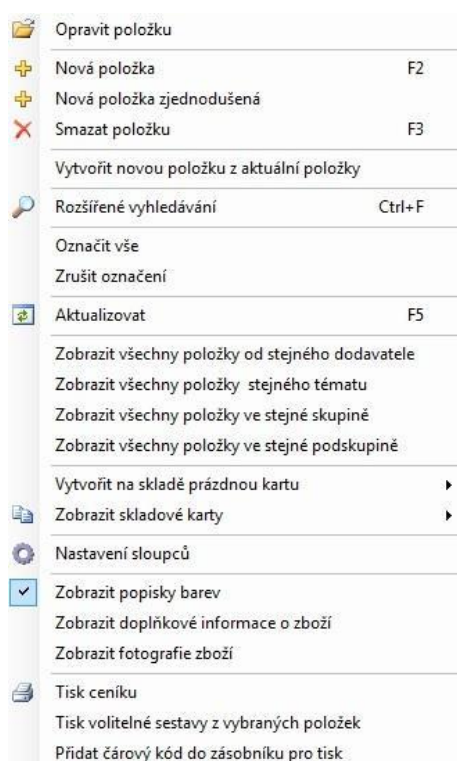 Opravit položku
Nová položka F2
Nová položka zjednodušená
Smazat položku F3
Vytvořit novou položku z aktuální položky
Rozšířené vyhledávání Ctrl+F
Označit vše
Zrušit označení
Aktualizovat F5
Zobrazit všechny položky od stejného dodavatele
Zobrazit všechny položky  stejného tématu
Zobrazit všechny položky ve stejné skupině
Zobrazit všechny položky ve stejné podskupině
Vytvořit na skladě prázdnou kartu
Zobrazit skladové karty
Nastavení sloupců
Zobrazit popisky barev
Zobrazit doplňkové informace o zboží
Zobrazit fotografie zboží
Tisk ceníku
Tisk volitelné sestavy z vybraných položek
Přidat čárový kód do zásobníku pro tisk